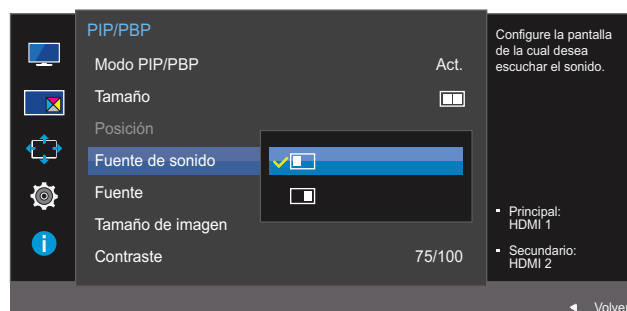 PIP/PBP
Modo PIP/PBP Act.
Tamaño
Posición
Fuente de sonido
Fuente
Tamaño de imagen
Contraste 75/100
Configure la pantalla
de la cual desea
escuchar el sonido.
Principal:
HDMI 1
Secundario:
HDMI 2
Volver